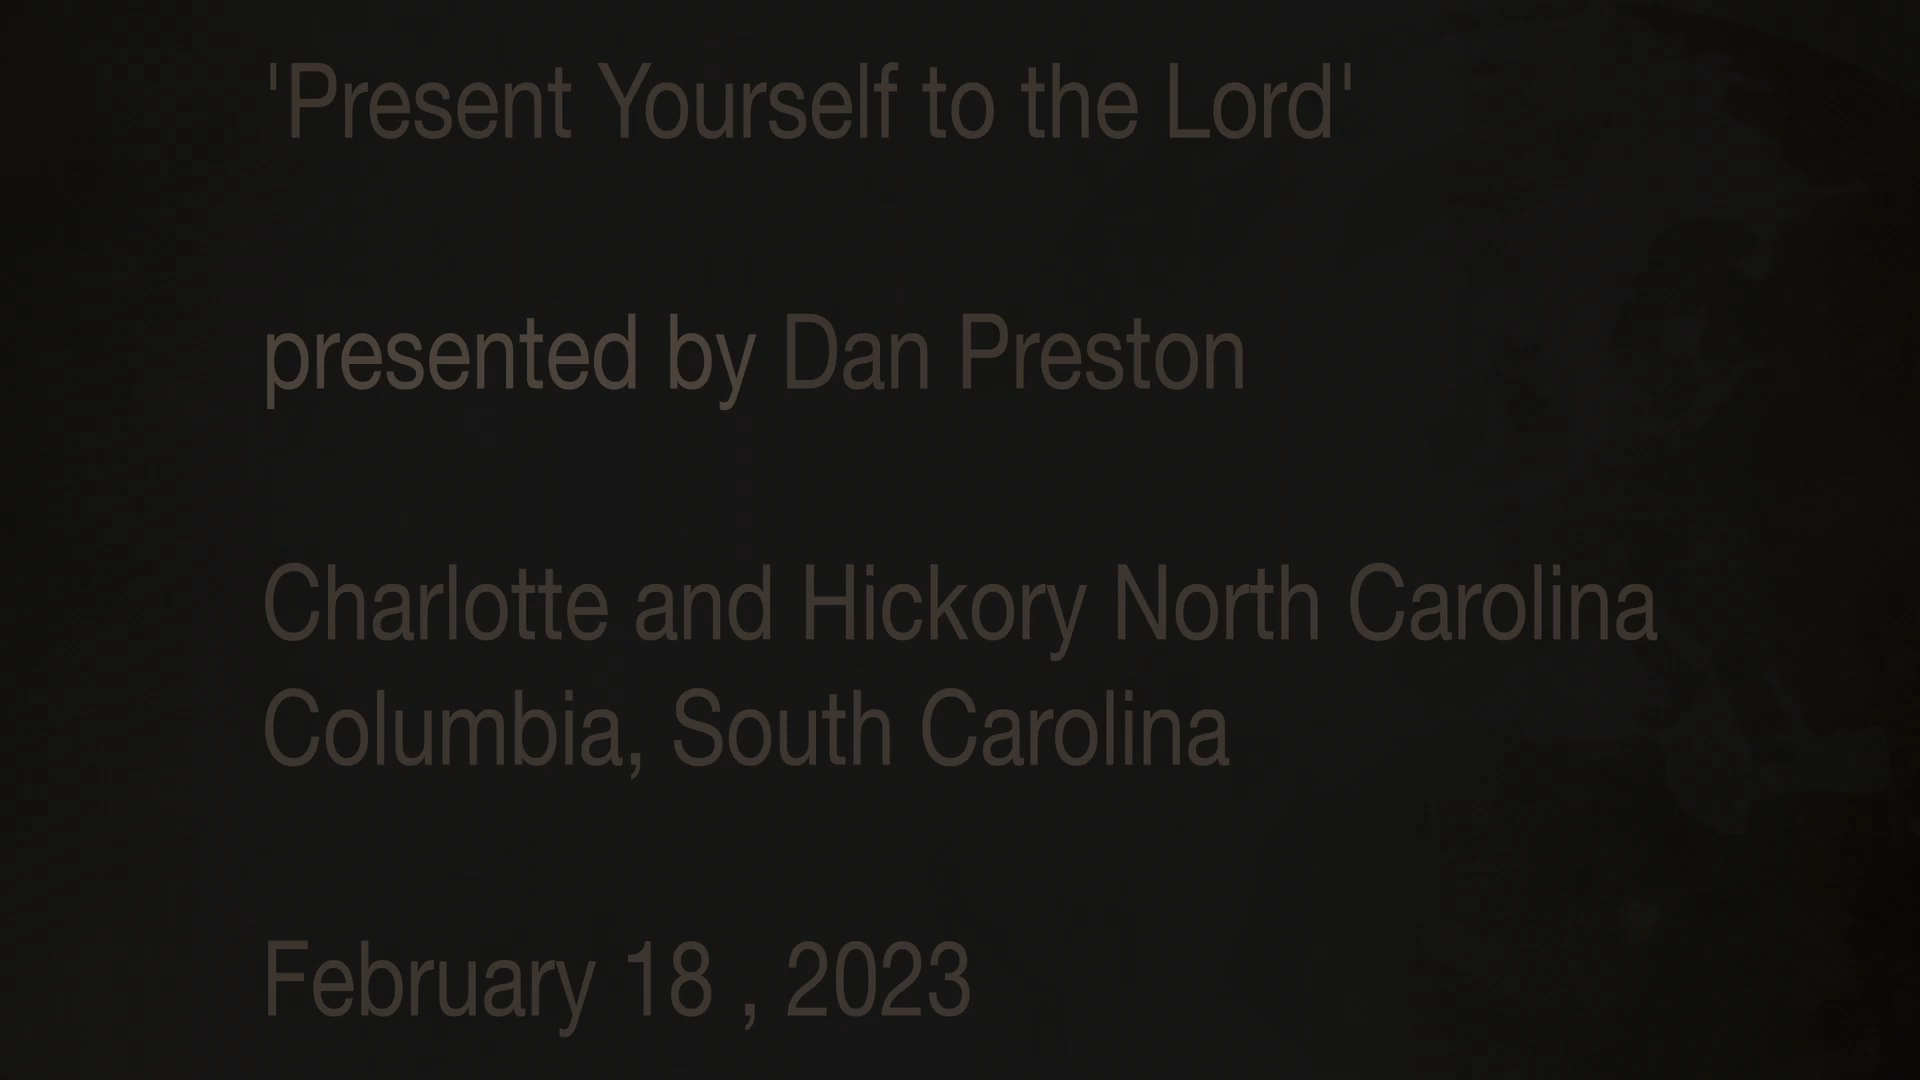 'Present Yourself to the Lord'
presented by Dan Preston
Charlotte and Hickory North Carolina
Columbia, South Carolina
February 18 , 2023